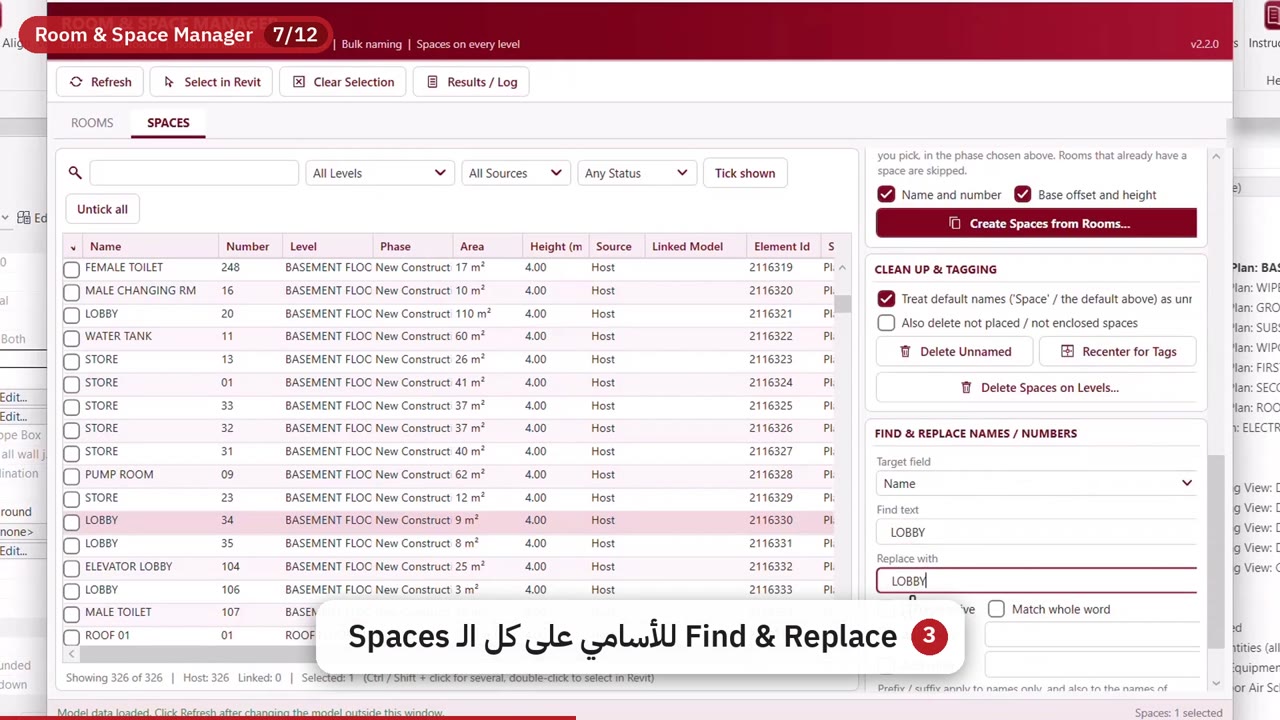 Room & Space Manager 7/12
Bulk naming | Spaces on every level
v2.2.0
Refresh
Select in Revit
Clear Selection
Results / Log
ROOMS
SPACES
All Levels
All Sources
Any Status
Tick shown
Untick all
Name Number Level Phase Area Height (m Source Linked Model Element Id S
FEMALE TOILET 248 BASEMENT FLOC New Construct 17 m² 4.00 Host 2116319 Pl
MALE CHANGING RM 16 BASEMENT FLOC New Construct 10 m² 4.00 Host 2116320 Pl
LOBBY 20 BASEMENT FLOC New Construct 110 m² 4.00 Host 2116321 Pl
WATER TANK 11 BASEMENT FLOC New Construct 60 m² 4.00 Host 2116322 Pl
STORE 13 BASEMENT FLOC New Construct 26 m² 4.00 Host 2116323 Pl
STORE 01 BASEMENT FLOC New Construct 41 m² 4.00 Host 2116324 Pl
STORE 33 BASEMENT FLOC New Construct 37 m² 4.00 Host 2116325 Pl
STORE 32 BASEMENT FLOC New Construct 37 m² 4.00 Host 2116326 Pl
STORE 31 BASEMENT FLOC New Construct 40 m² 4.00 Host 2116327 Pl
PUMP ROOM 09 BASEMENT FLOC New Construct 62 m² 4.00 Host 2116328 Pl
STORE 23 BASEMENT FLOC New Construct 12 m² 4.00 Host 2116329 Pl
LOBBY 34 BASEMENT FLOC New Construct 9 m² 4.00 Host 2116330 Pl
LOBBY 35 BASEMENT FLOC New Construct 8 m² 4.00 Host 2116331 Pl
ELEVATOR LOBBY 104 BASEMENT FLOC New Construct 25 m² 4.00 Host 2116332 Pl
LOBBY 106 BASEMENT FLOC New Construct 3 m² 4.00 Host 2116333 Pl
MALE TOILET 107
ROOF 01 01
Showing 326 of 326 | Host: 326 Linked: 0 | Selected: 1 (Ctrl / Shift + click for several, double-click to select in Revit)
Model data loaded. Click Refresh after changing the model outside this window.
you pick, in the phase chosen above. Rooms that already have a
space are skipped.
Name and number
Base offset and height
Create Spaces from Rooms...
CLEAN UP & TAGGING
Treat default names ('Space' / the default above) as unr
Also delete not placed / not enclosed spaces
Delete Unnamed
Recenter for Tags
Delete Spaces on Levels...
FIND & REPLACE NAMES / NUMBERS
Target field
Name
Find text
LOBBY
Replace with
LOBBY
Match whole word
Prefix / suffix apply to names only, and also to the names of
Spaces: 1 selected
3 Find & Replace للأسامي على كل الـ Spaces